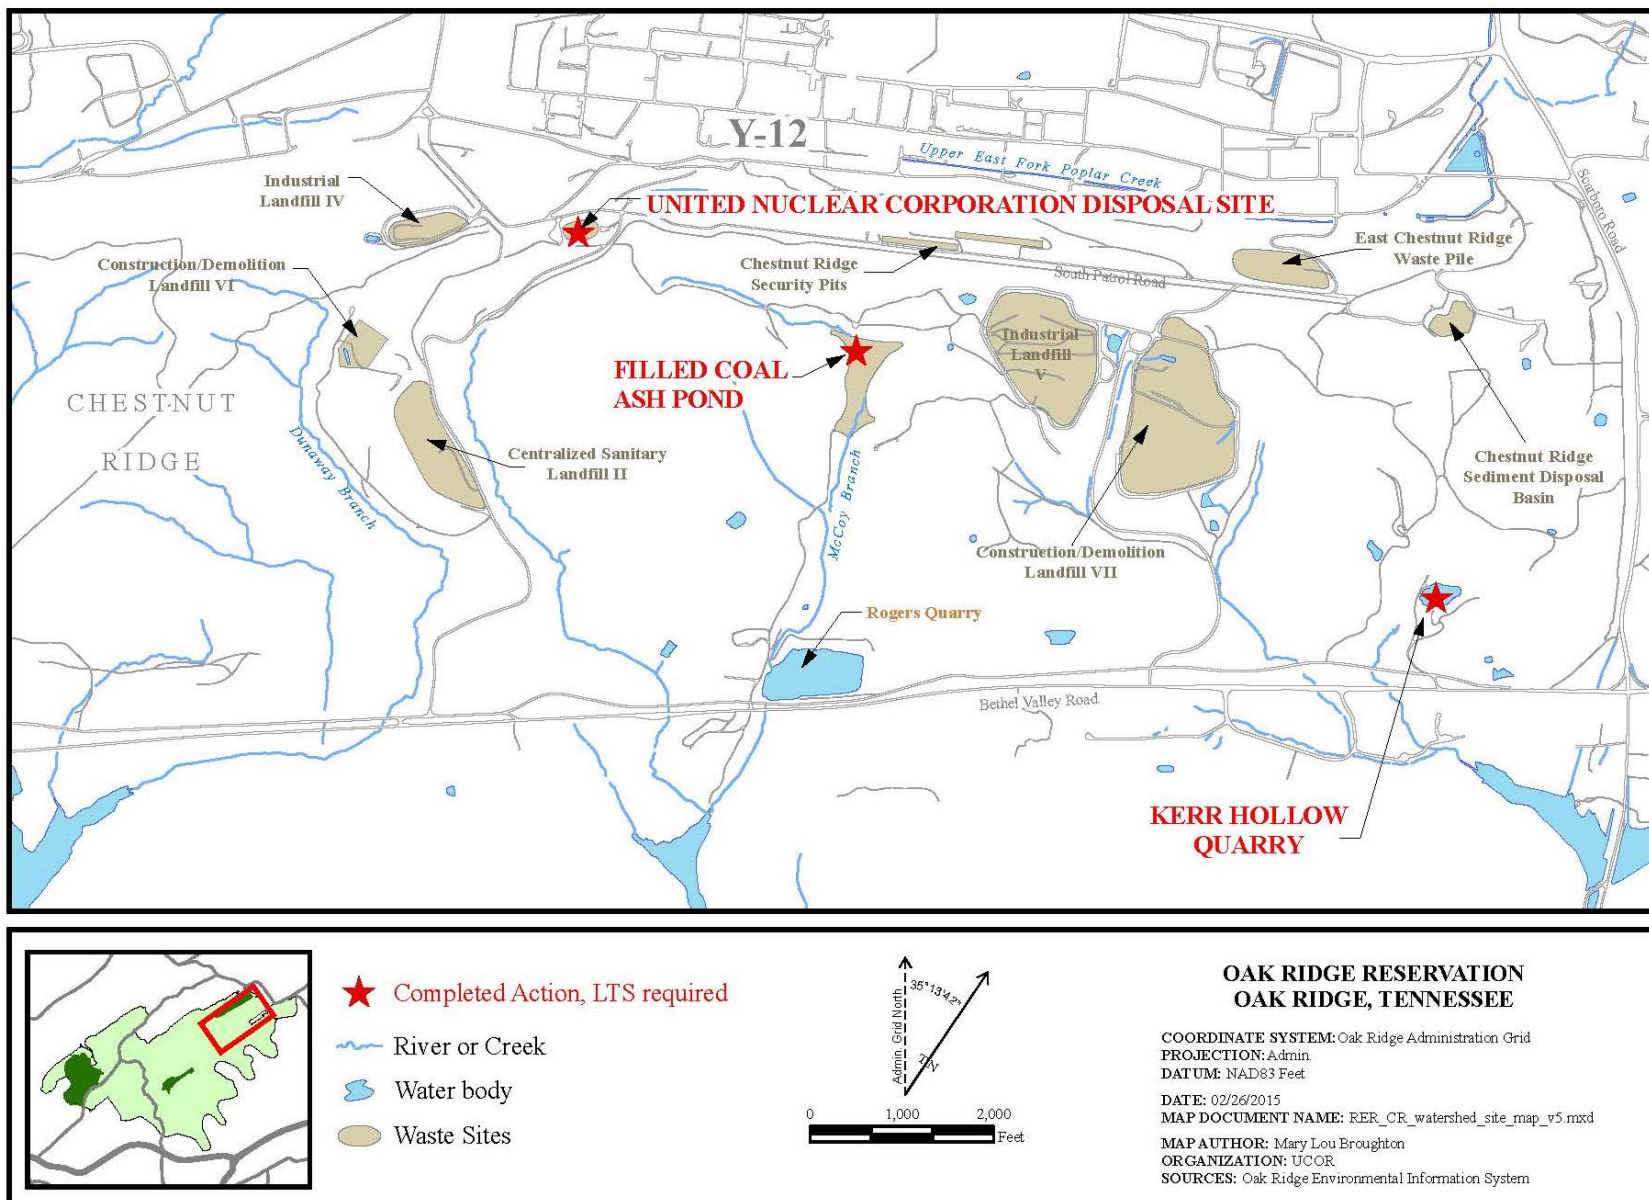 Y-12
Upper East Fork Poplar Creek
Scarboro Road
Industrial
Landfill IV
UNITED NUCLEAR CORPORATION DISPOSAL SITE
Construction/Demolition
Landfill VI
Chestnut Ridge
Security Pits
South Patrol Road
East Chestnut Ridge
Waste Pile
Industrial
Landfill
V
FILLED COAL
ASH POND
CHESTNUT
RIDGE
Dunaway Branch
Centralized Sanitary
Landfill II
McCoy Branch
Chestnut Ridge
Sediment Disposal
Basin
Construction/Demolition
Landfill VII
Rogers Quarry
Bethel Valley Road
KERR HOLLOW
QUARRY
Completed Action, LTS required
River or Creek
Water body
Waste Sites
Admin. Grid North
35°13'4.2"
TN
0 1,000 2,000
Feet
OAK RIDGE RESERVATION
OAK RIDGE, TENNESSEE
COORDINATE SYSTEM: Oak Ridge Administration Grid
PROJECTION: Admin.
DATUM: NAD83 Feet
DATE: 02/26/2015
MAP DOCUMENT NAME: RER_CR_watershed_site_map_v5.mxd
MAP AUTHOR: Mary Lou Broughton
ORGANIZATION: UCOR
SOURCES: Oak Ridge Environmental Information System